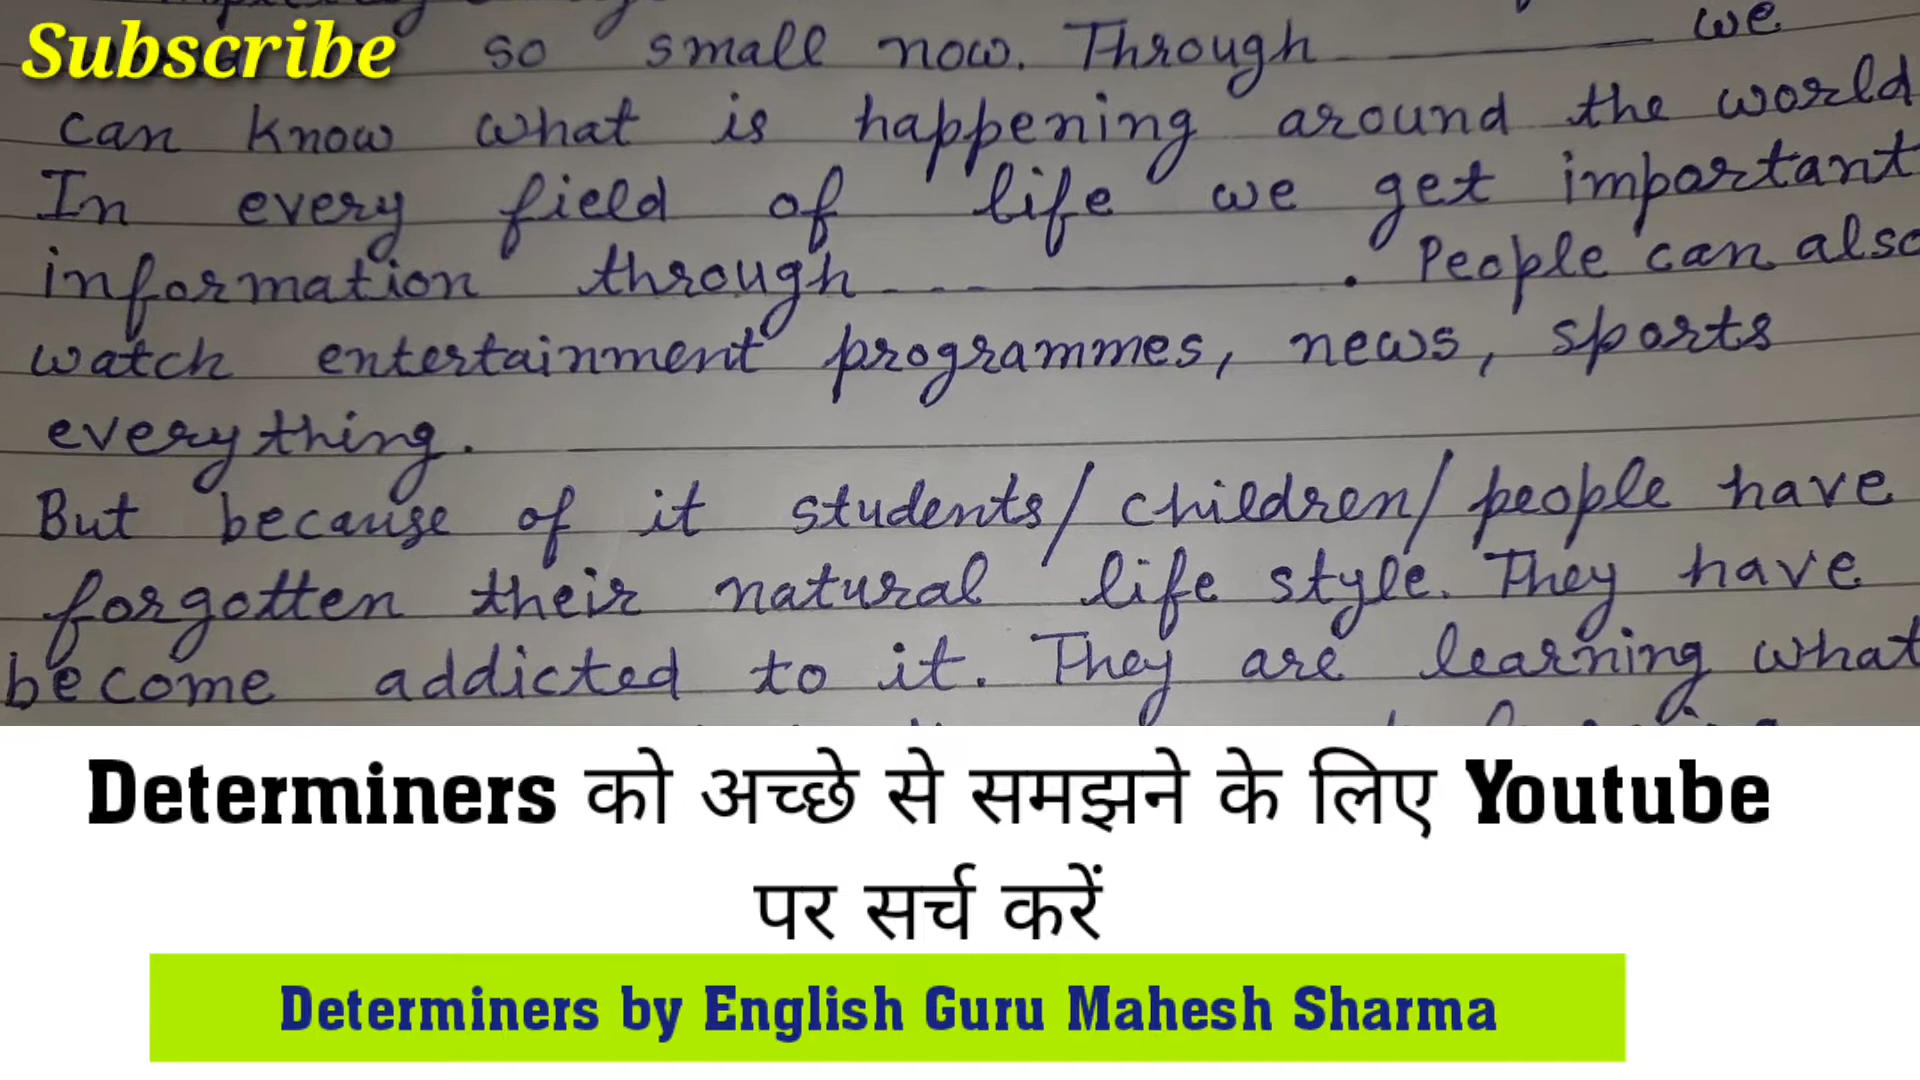 Subscribe
so small now. Through ________ we
can know what is happening around the world
In every field of life we get important
information through ________. People can also
watch entertainment programmes, news, sports
everything.
But because of it students/children/people have
forgotten their natural life style. They have
become addicted to it. They are learning what
Determiners को अच्छे से समझने के लिए Youtube
पर सर्च करें
Determiners by English Guru Mahesh Sharma